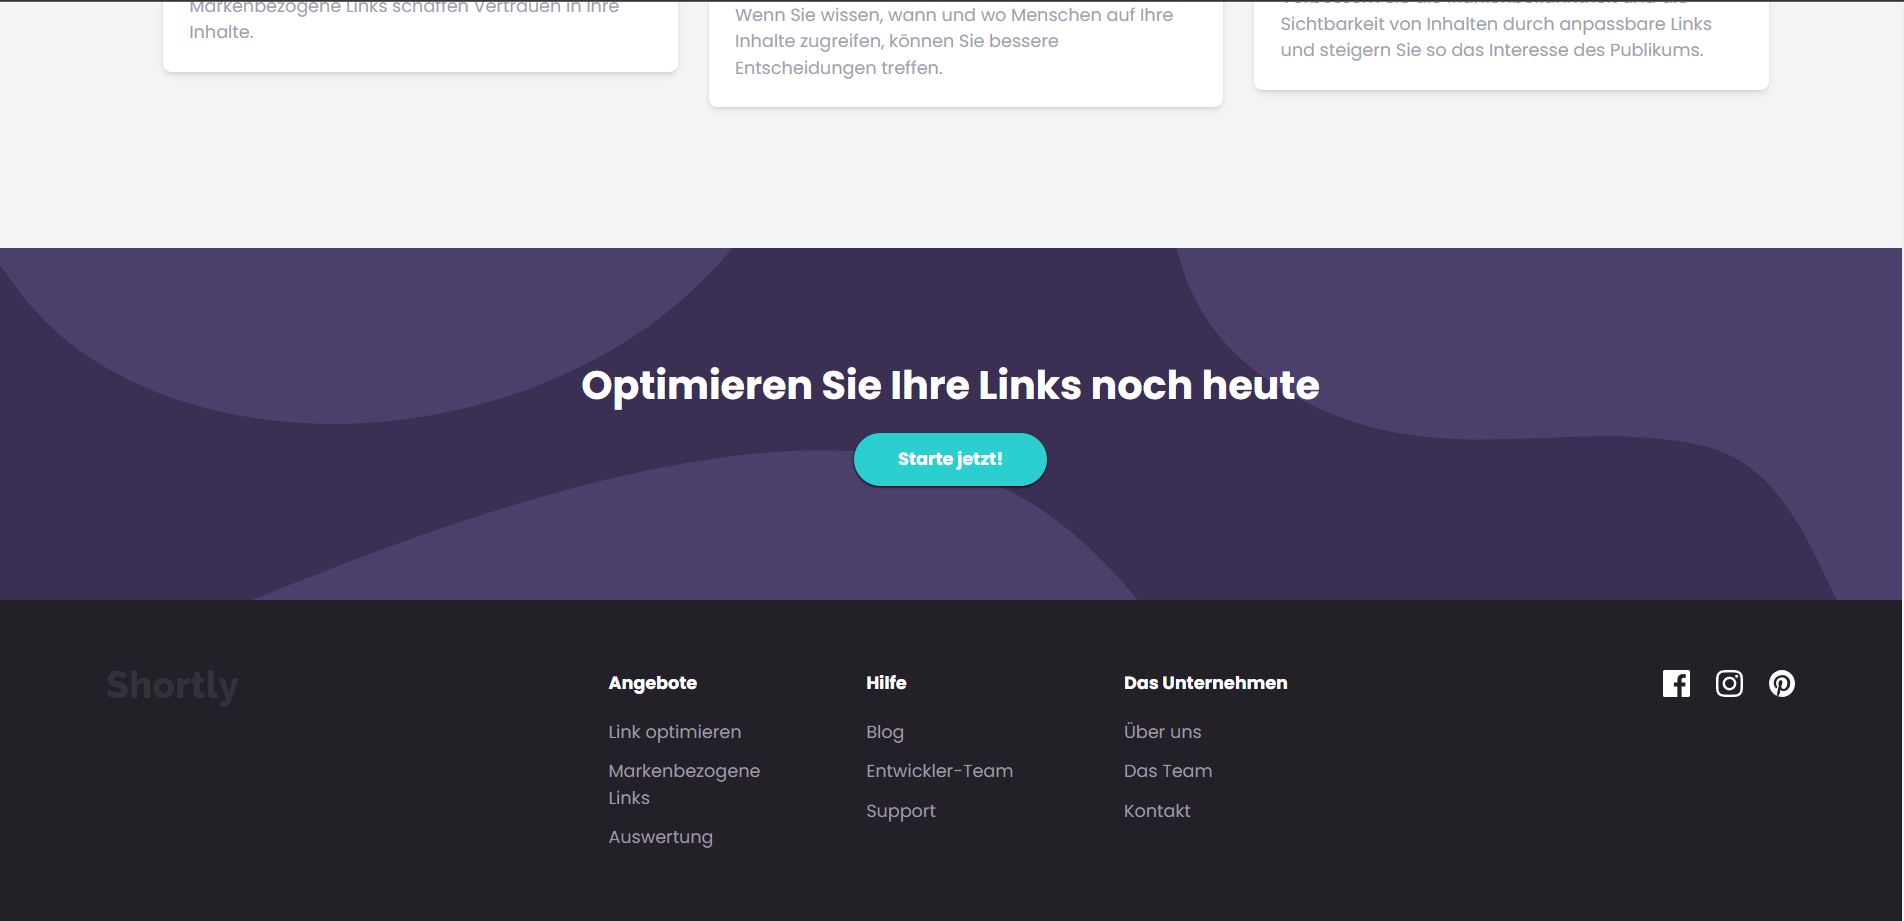 Markenbezogene Links schaffen Vertrauen in Ihre
Inhalte.
Wenn Sie wissen, wann und wo Menschen auf Ihre
Inhalte zugreifen, können Sie bessere
Entscheidungen treffen.
Sichtbarkeit von Inhalten durch anpassbare Links
und steigern Sie so das Interesse des Publikums.
Optimieren Sie Ihre Links noch heute
Starte jetzt!
Shortly
Angebote
Link optimieren
Markenbezogene
Links
Auswertung
Hilfe
Blog
Entwickler-Team
Support
Das Unternehmen
Über uns
Das Team
Kontakt